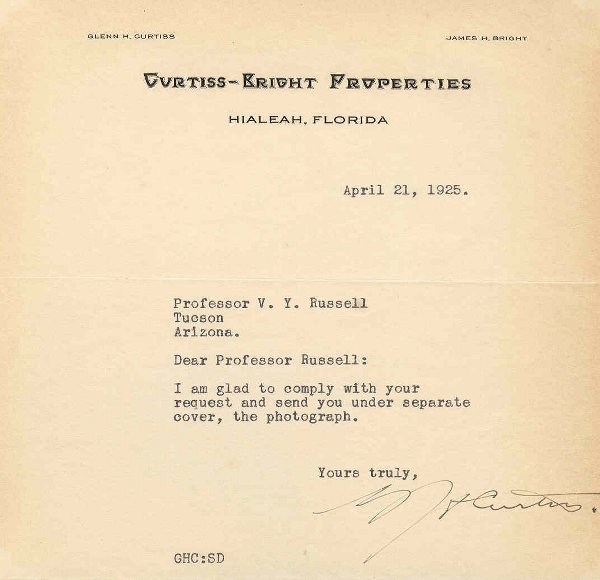 GLENN H. CURTISS
JAMES H. BRIGHT
CURTISS-BRIGHT PROPERTIES
HIALEAH, FLORIDA
April 21, 1925.
Professor V. Y. Russell
Tucson
Arizona.
Dear Professor Russell:
I am glad to comply with your
request and send you under separate
cover, the photograph.
Yours truly,
G H Curtiss.
GHC:SD